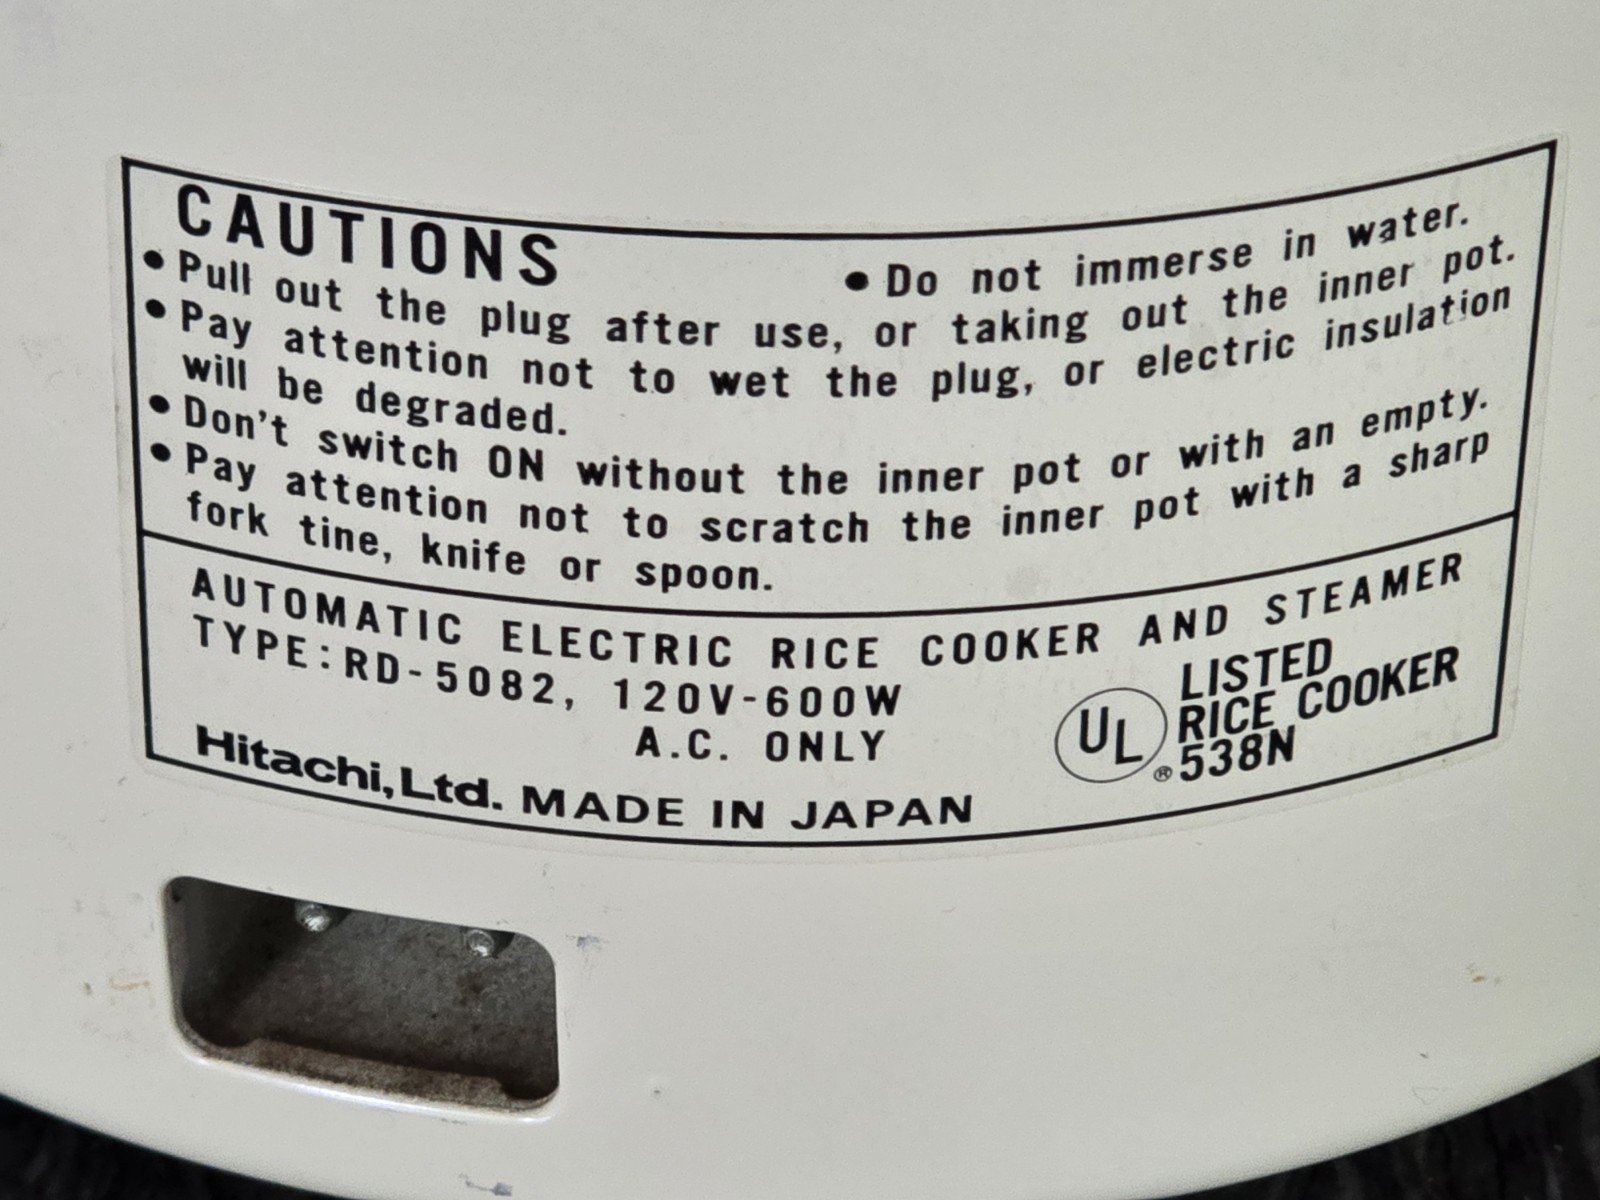 CAUTIONS
• Do not immerse in water.
• Pull out the plug after use, or taking out the inner pot.
• Pay attention not to wet the plug, or electric insulation
will be degraded.
• Don't switch ON without the inner pot or with an empty.
• Pay attention not to scratch the inner pot with a sharp
fork tine, knife or spoon.
AUTOMATIC ELECTRIC RICE COOKER AND STEAMER
TYPE:RD-5082, 120V-600W
A.C. ONLY
Hitachi,Ltd. MADE IN JAPAN
UL®
LISTED
RICE COOKER
538N